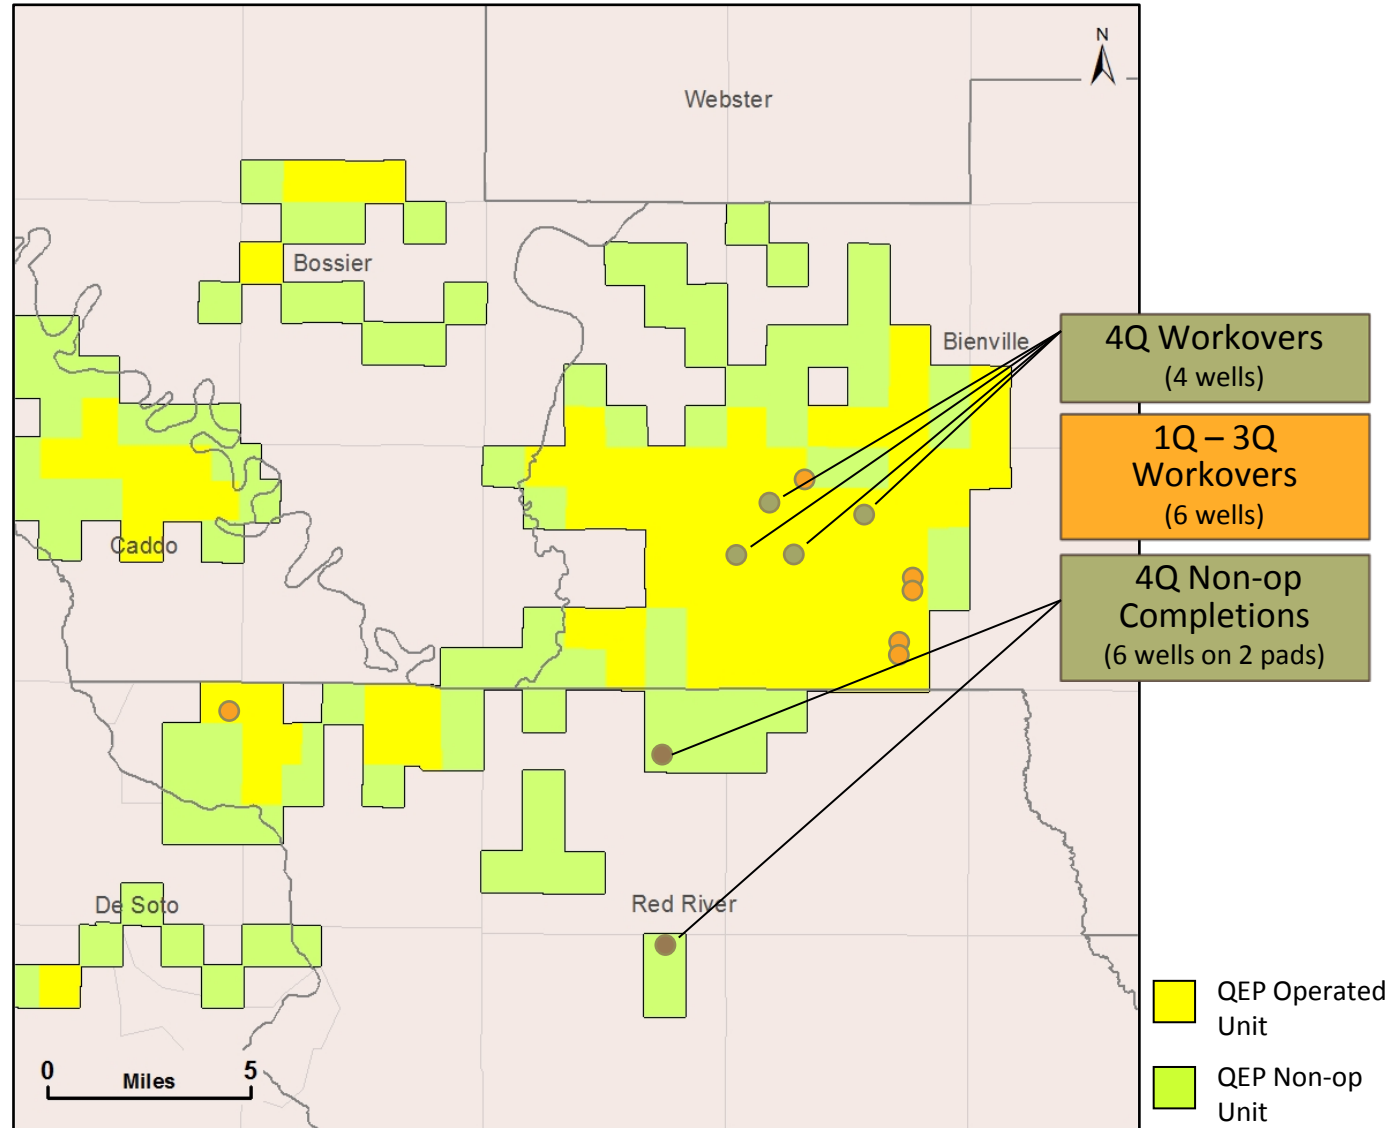 N
Webster
Bossier
Bienville
4Q Workovers
(4 wells)
1Q – 3Q
Workovers
(6 wells)
Caddo
4Q Non-op
Completions
(6 wells on 2 pads)
De Soto
Red River
QEP Operated
Unit
0 5
Miles
QEP Non-op
Unit